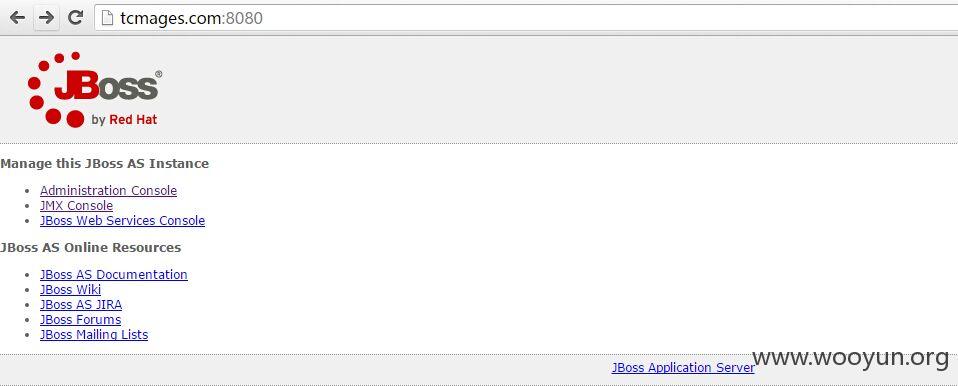 tcmages.com:8080
JBoss®
by Red Hat
Manage this JBoss AS Instance
Administration Console
JMX Console
JBoss Web Services Console
JBoss AS Online Resources
JBoss AS Documentation
JBoss Wiki
JBoss AS JIRA
JBoss Forums
JBoss Mailing Lists
JBoss Application Server
www.wooyun.org